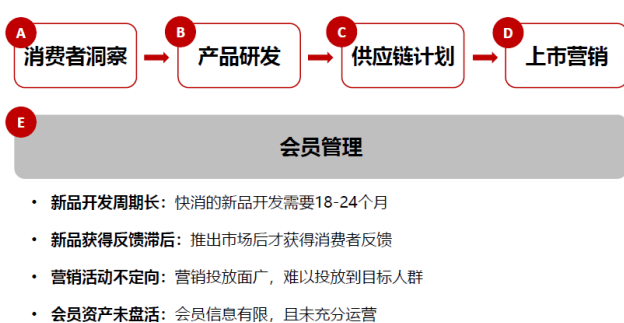 A
消费者洞察
B
产品研发
C
供应链计划
D
上市营销
E
会员管理
• 新品开发周期长：快消的新品开发需要18-24个月
• 新品获得反馈滞后：推出市场后才获得消费者反馈
• 营销活动不定向：营销投放面广，难以投放到目标人群
• 会员资产未盘活：会员信息有限，且未充分运营